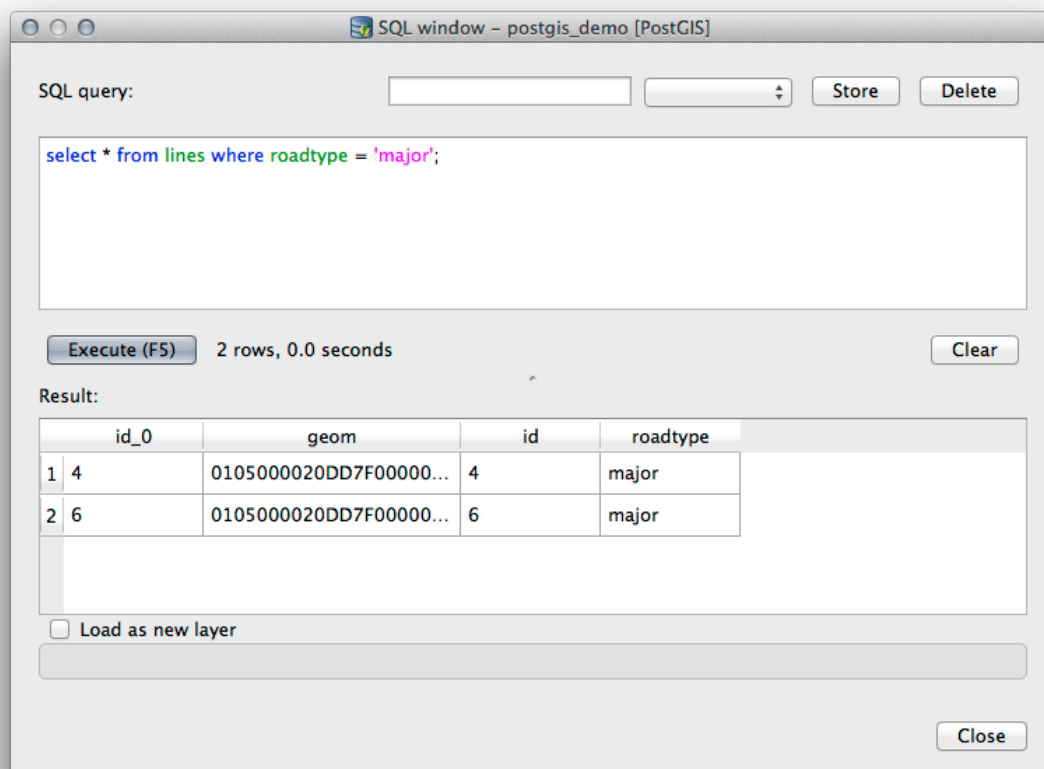 SQL window – postgis_demo [PostGIS]
SQL query:
Store
Delete
select * from lines where roadtype = 'major';
Execute (F5)
2 rows, 0.0 seconds
Clear
Result:
id_0 geom id roadtype
1 4 0105000020DD7F00000... 4 major
2 6 0105000020DD7F00000... 6 major
Load as new layer
Close